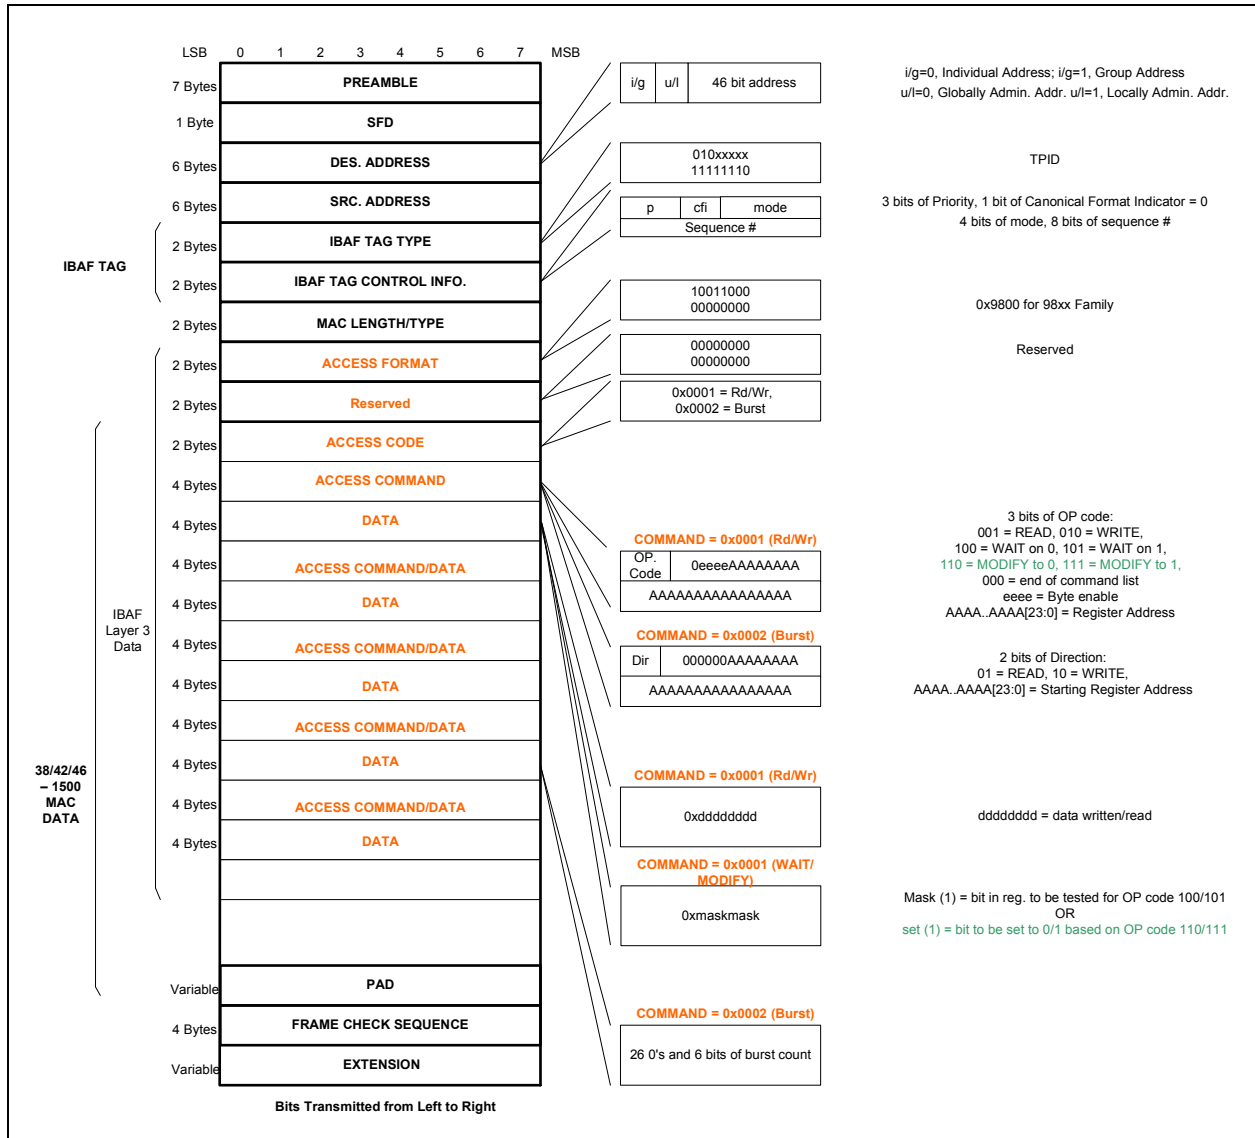 LSB 0 1 2 3 4 5 6 7 MSB
7 Bytes PREAMBLE
i/g u/l 46 bit address
i/g=0, Individual Address; i/g=1, Group Address
u/l=0, Globally Admin. Addr. u/l=1, Locally Admin. Addr.
1 Byte SFD
6 Bytes DES. ADDRESS
010xxxxx
11111110
TPID
6 Bytes SRC. ADDRESS
p cfi mode
Sequence #
3 bits of Priority, 1 bit of Canonical Format Indicator = 0
4 bits of mode, 8 bits of sequence #
IBAF TAG
2 Bytes IBAF TAG TYPE
2 Bytes IBAF TAG CONTROL INFO.
10011000
00000000
0x9800 for 98xx Family
2 Bytes MAC LENGTH/TYPE
00000000
00000000
Reserved
2 Bytes ACCESS FORMAT
2 Bytes Reserved
0x0001 = Rd/Wr,
0x0002 = Burst
2 Bytes ACCESS CODE
4 Bytes ACCESS COMMAND
4 Bytes DATA
COMMAND = 0x0001 (Rd/Wr)
OP.
Code
0eeeeAAAAAAAA
AAAAAAAAAAAAAAAA
3 bits of OP code:
001 = READ, 010 = WRITE,
100 = WAIT on 0, 101 = WAIT on 1,
110 = MODIFY to 0, 111 = MODIFY to 1,
000 = end of command list
eeee = Byte enable
AAAA..AAAA[23:0] = Register Address
4 Bytes ACCESS COMMAND/DATA
4 Bytes DATA
IBAF
Layer 3
Data
4 Bytes ACCESS COMMAND/DATA
COMMAND = 0x0002 (Burst)
Dir 000000AAAAAAAA
AAAAAAAAAAAAAAAA
2 bits of Direction:
01 = READ, 10 = WRITE,
AAAA..AAAA[23:0] = Starting Register Address
4 Bytes DATA
4 Bytes ACCESS COMMAND/DATA
4 Bytes DATA
38/42/46
– 1500
MAC
DATA
COMMAND = 0x0001 (Rd/Wr)
0xdddddddd
dddddddd = data written/read
4 Bytes ACCESS COMMAND/DATA
4 Bytes DATA
COMMAND = 0x0001 (WAIT/
MODIFY)
0xmaskmask
Mask (1) = bit in reg. to be tested for OP code 100/101
OR
set (1) = bit to be set to 0/1 based on OP code 110/111
Variable PAD
COMMAND = 0x0002 (Burst)
4 Bytes FRAME CHECK SEQUENCE
26 0's and 6 bits of burst count
Variable EXTENSION
Bits Transmitted from Left to Right